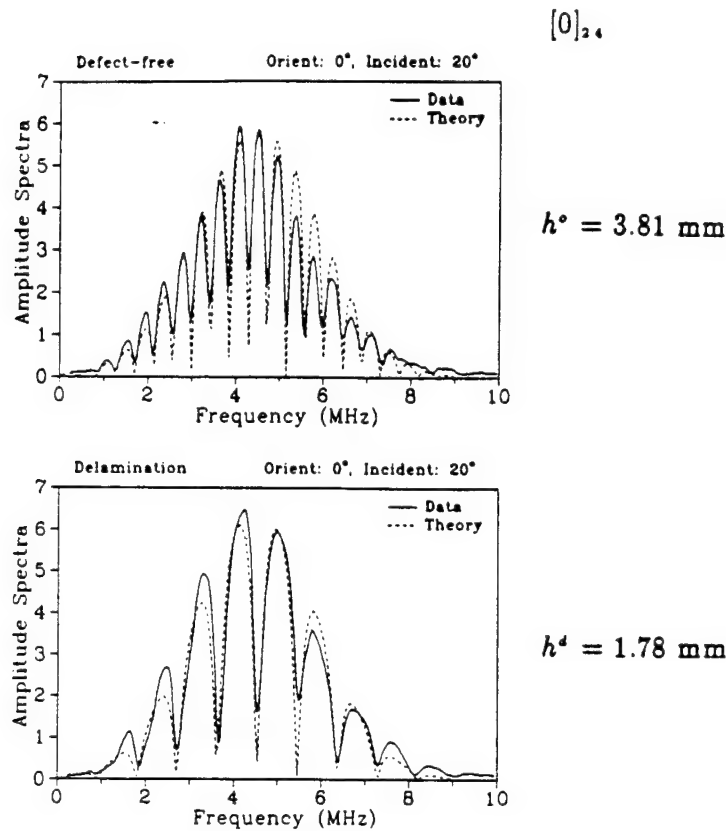 [0]₂₄
Defect-free Orient: 0°, Incident: 20°
7
6
5
4
3
2
1
0
Amplitude Spectra
Data
Theory
0 2 4 6 8 10
Frequency (MHz)
h° = 3.81 mm
Delamination Orient: 0°, Incident: 20°
7
6
5
4
3
2
1
0
Amplitude Spectra
Data
Theory
0 2 4 6 8 10
Frequency (MHz)
hᵈ = 1.78 mm